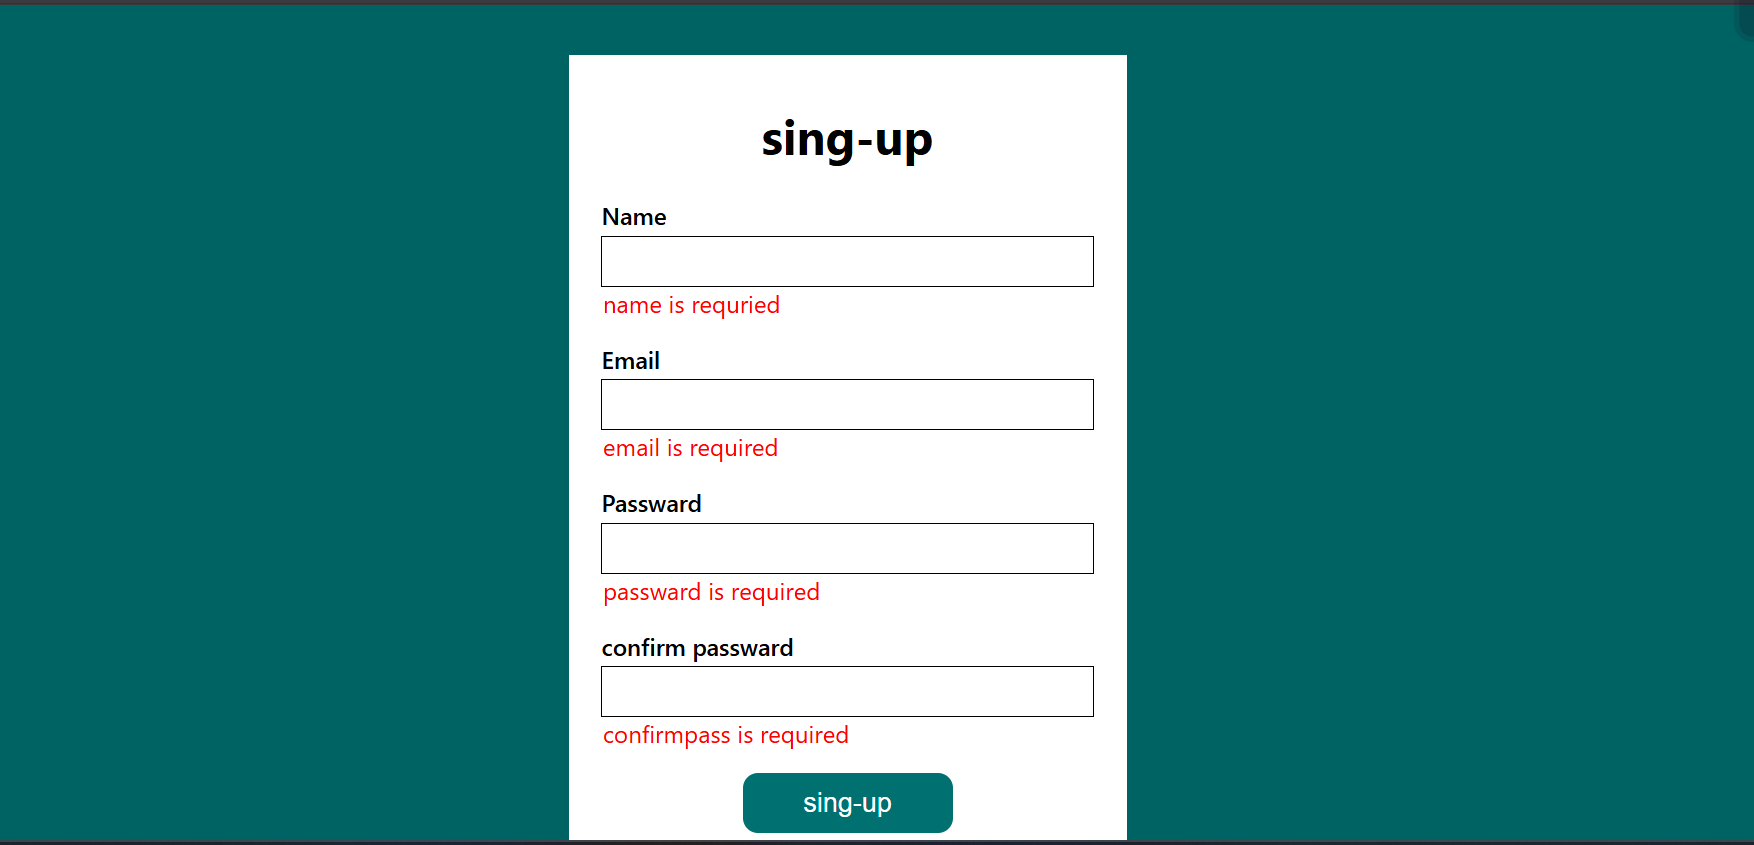 sing-up
Name
name is requried
Email
email is required
Passward
passward is required
confirm passward
confirmpass is required
sing-up